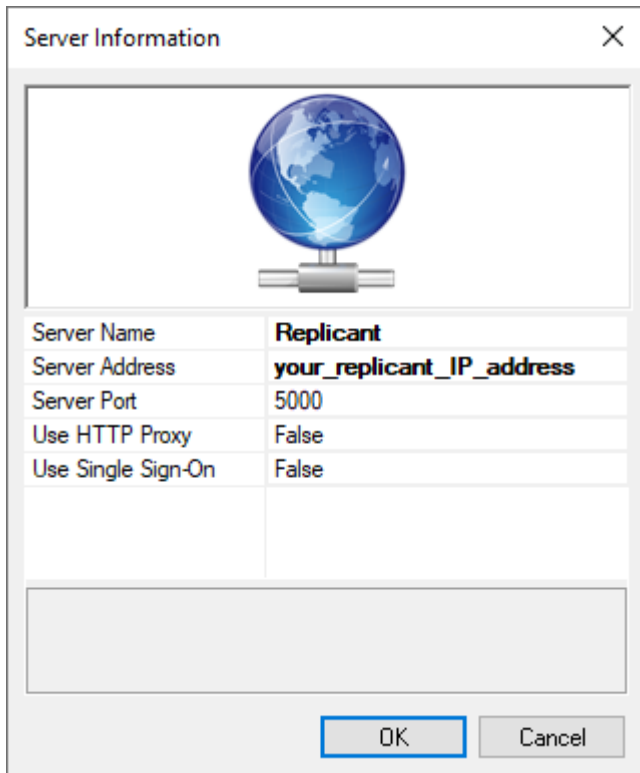 Server Information
Server Name Replicant
Server Address your_replicant_IP_address
Server Port 5000
Use HTTP Proxy False
Use Single Sign-On False
OK Cancel